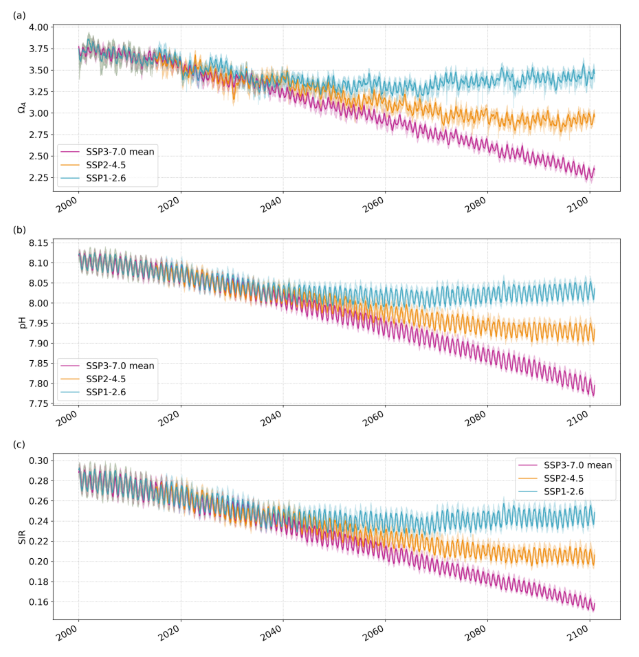 (a)
4.00
3.75
3.50
3.25
3.00
2.75
2.50
2.25
Ω_A
SSP3-7.0 mean
SSP2-4.5
SSP1-2.6
2000
2020
2040
2060
2080
2100
(b)
8.15
8.10
8.05
8.00
7.95
7.90
7.85
7.80
7.75
pH
SSP3-7.0 mean
SSP2-4.5
SSP1-2.6
2000
2020
2040
2060
2080
2100
(c)
0.30
0.28
0.26
0.24
0.22
0.20
0.18
0.16
SIR
SSP3-7.0 mean
SSP2-4.5
SSP1-2.6
2000
2020
2040
2060
2080
2100